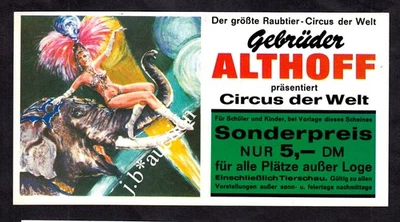 Der größte Raubtier-Circus der Welt
Gebrüder
ALTHOFF
präsentiert
Circus der Welt
Für Schüler und Kinder, bei Vorlage dieses Scheines
Sonderpreis
NUR 5,— DM
für alle Plätze außer Loge
Einschließlich Tierschau. Gültig zu allen
Vorstellungen außer sonn- u. feiertags nachmittags